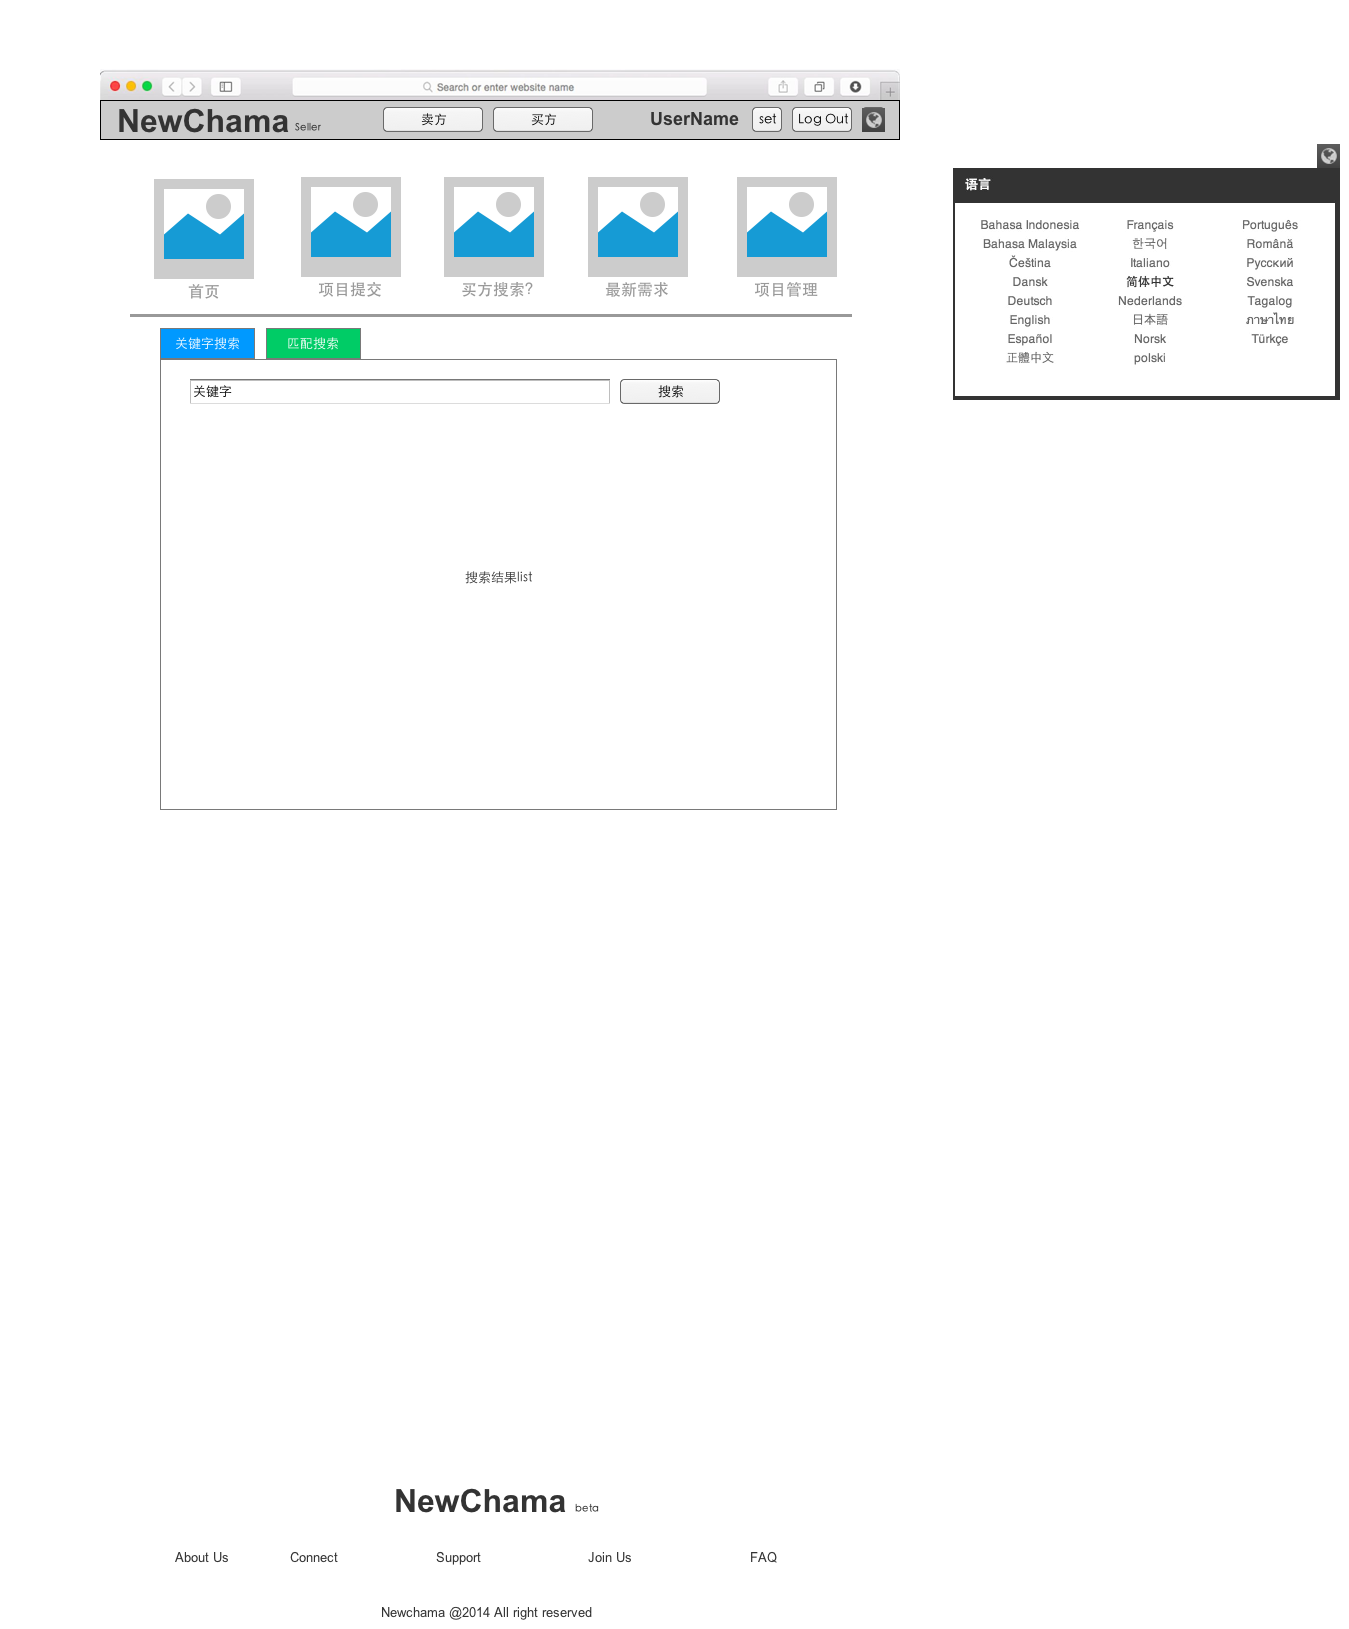 Search or enter website name
NewChama Seller
卖方
买方
UserName
set
Log Out
首页
项目提交
买方搜索?
最新需求
项目管理
关键字搜索
匹配搜索
关键字
搜索
搜索结果list
语言
Bahasa Indonesia
Bahasa Malaysia
Čeština
Dansk
Deutsch
English
Español
正體中文
Français
한국어
Italiano
简体中文
Nederlands
日本語
Norsk
polski
Português
Română
Русский
Svenska
Tagalog
ภาษาไทย
Türkçe
NewChama beta
About Us
Connect
Support
Join Us
FAQ
Newchama @2014 All right reserved